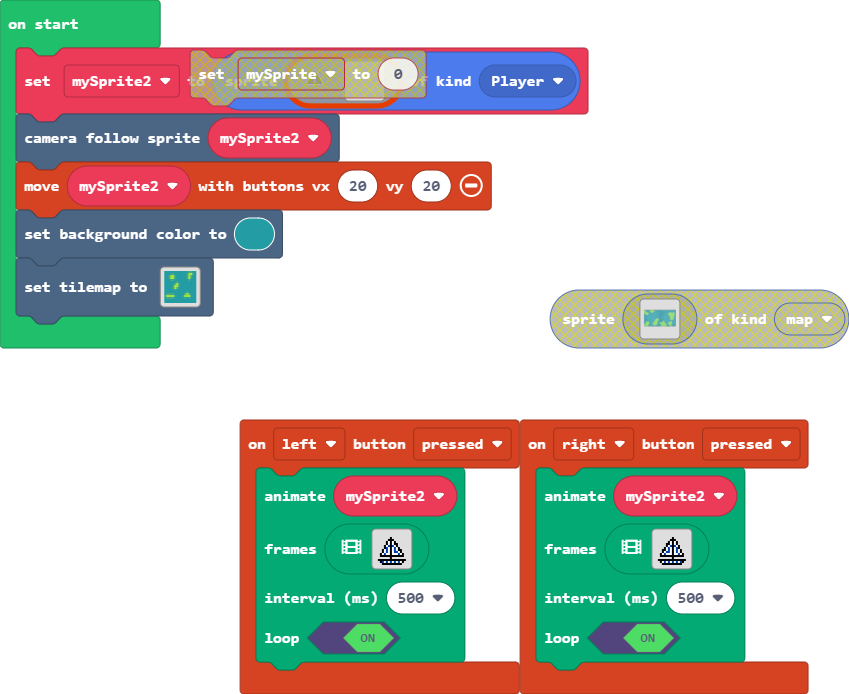 on start
set mySprite2 to sprite of kind Player
set mySprite to 0
camera follow sprite mySprite2
move mySprite2 with buttons vx 20 vy 20
set background color to
set tilemap to
sprite of kind map
on left button pressed
animate mySprite2
frames
interval (ms) 500
loop ON
on right button pressed
animate mySprite2
frames
interval (ms) 500
loop ON